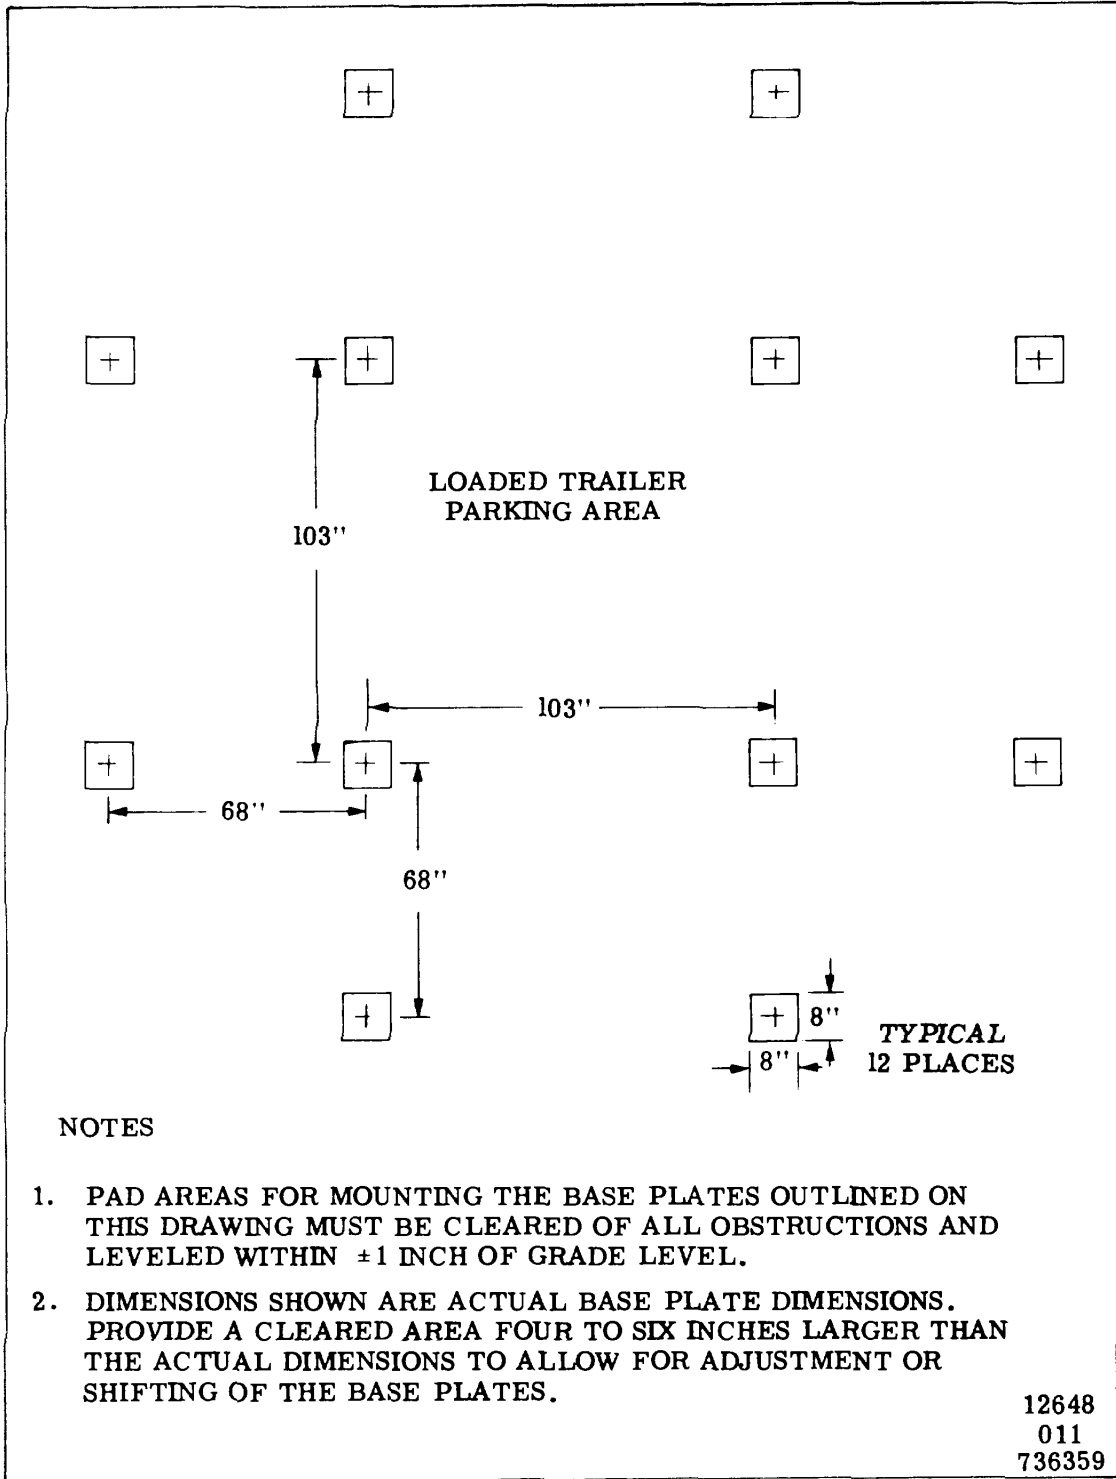 LOADED TRAILER
PARKING AREA
103''
103''
68''
68''
8''
TYPICAL
8''
12 PLACES
NOTES
1. PAD AREAS FOR MOUNTING THE BASE PLATES OUTLINED ON
THIS DRAWING MUST BE CLEARED OF ALL OBSTRUCTIONS AND
LEVELED WITHIN ±1 INCH OF GRADE LEVEL.
2. DIMENSIONS SHOWN ARE ACTUAL BASE PLATE DIMENSIONS.
PROVIDE A CLEARED AREA FOUR TO SIX INCHES LARGER THAN
THE ACTUAL DIMENSIONS TO ALLOW FOR ADJUSTMENT OR
SHIFTING OF THE BASE PLATES.
12648
011
736359